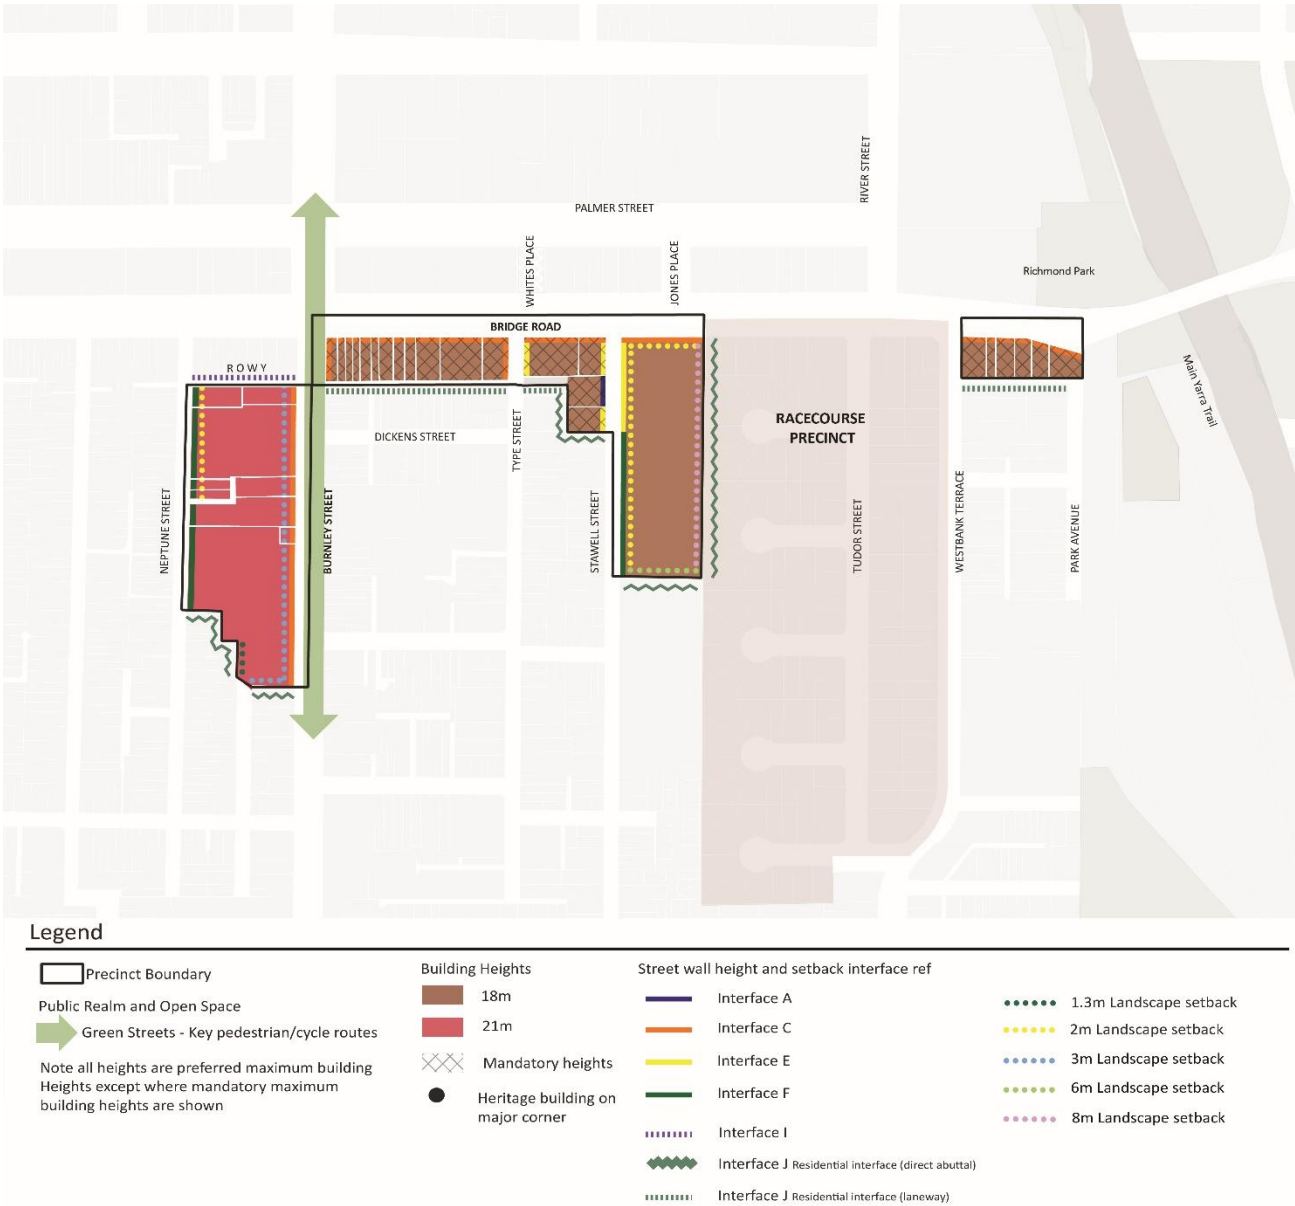 RIVER STREET
PALMER STREET
WHITES PLACE
JONES PLACE
Richmond Park
BRIDGE ROAD
ROWY
Main Yarra Trail
RACECOURSE
PRECINCT
DICKENS STREET
TYPE STREET
NEPTUNE STREET
BURNLEY STREET
STAWELL STREET
TUDOR STREET
WESTBANK TERRACE
PARK AVENUE
Legend
Precinct Boundary
Public Realm and Open Space
Green Streets - Key pedestrian/cycle routes
Note all heights are preferred maximum building
Heights except where mandatory maximum
building heights are shown
Building Heights
18m
21m
Mandatory heights
Heritage building on
major corner
Street wall height and setback interface ref
Interface A
Interface C
Interface E
Interface F
Interface I
Interface J Residential interface (direct abuttal)
Interface J Residential interface (laneway)
1.3m Landscape setback
2m Landscape setback
3m Landscape setback
6m Landscape setback
8m Landscape setback